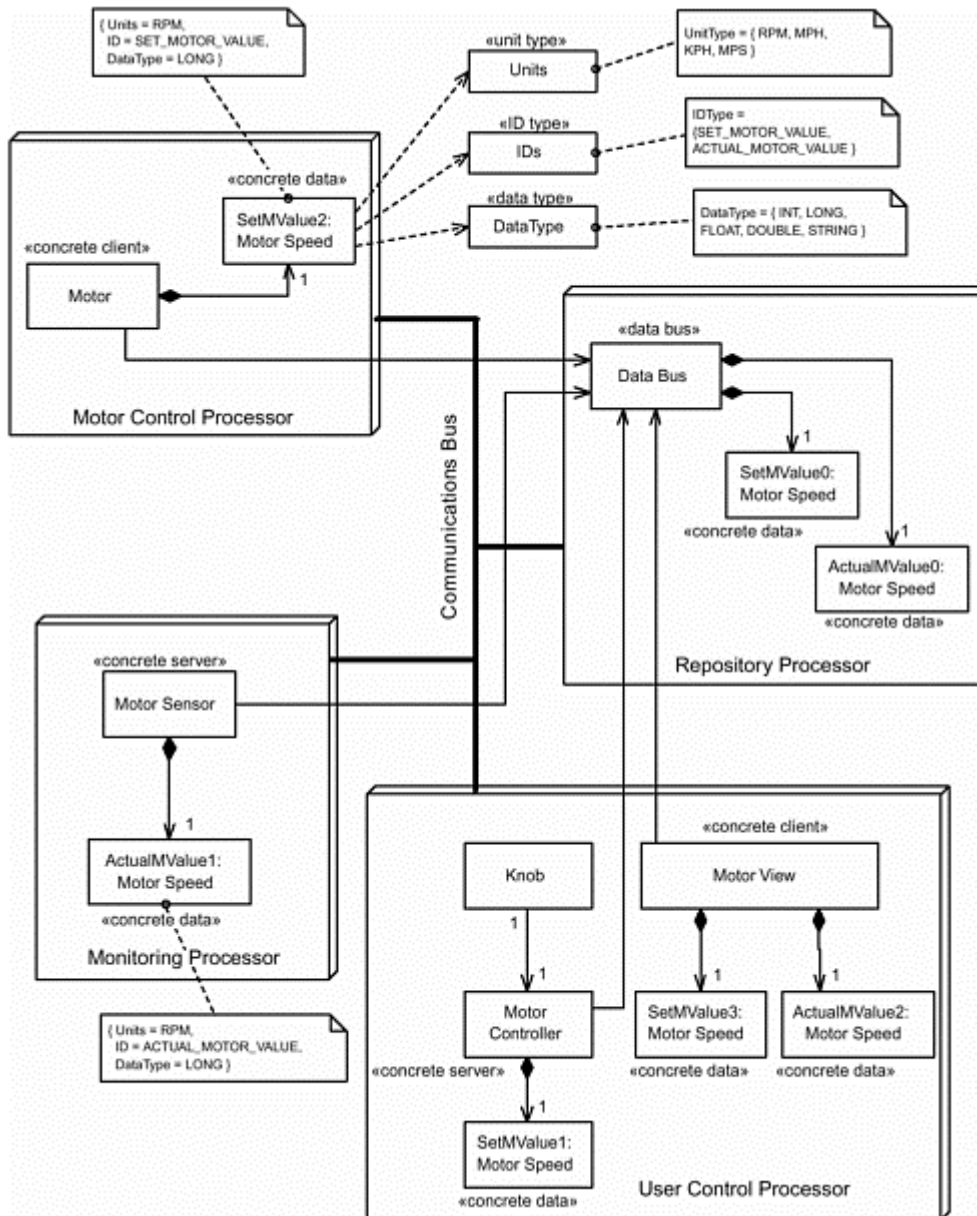 { Units = RPM,
ID = SET_MOTOR_VALUE,
DataType = LONG }
«unit type»
Units
UnitType = { RPM, MPH,
KPH, MPS }
«ID type»
IDs
IDType =
{SET_MOTOR_VALUE,
ACTUAL_MOTOR_VALUE }
«data type»
DataType
DataType = { INT, LONG,
FLOAT, DOUBLE, STRING }
«concrete data»
SetMValue2:
Motor Speed
«concrete client»
Motor
1
Motor Control Processor
Communications Bus
«data bus»
Data Bus
1
SetMValue0:
Motor Speed
«concrete data»
1
ActualMValue0:
Motor Speed
«concrete data»
Repository Processor
«concrete server»
Motor Sensor
1
ActualMValue1:
Motor Speed
«concrete data»
Monitoring Processor
{ Units = RPM,
ID = ACTUAL_MOTOR_VALUE,
DataType = LONG }
Knob
1
1
Motor
Controller
«concrete server»
1
SetMValue1:
Motor Speed
«concrete data»
«concrete client»
Motor View
1
SetMValue3:
Motor Speed
«concrete data»
1
ActualMValue2:
Motor Speed
«concrete data»
User Control Processor